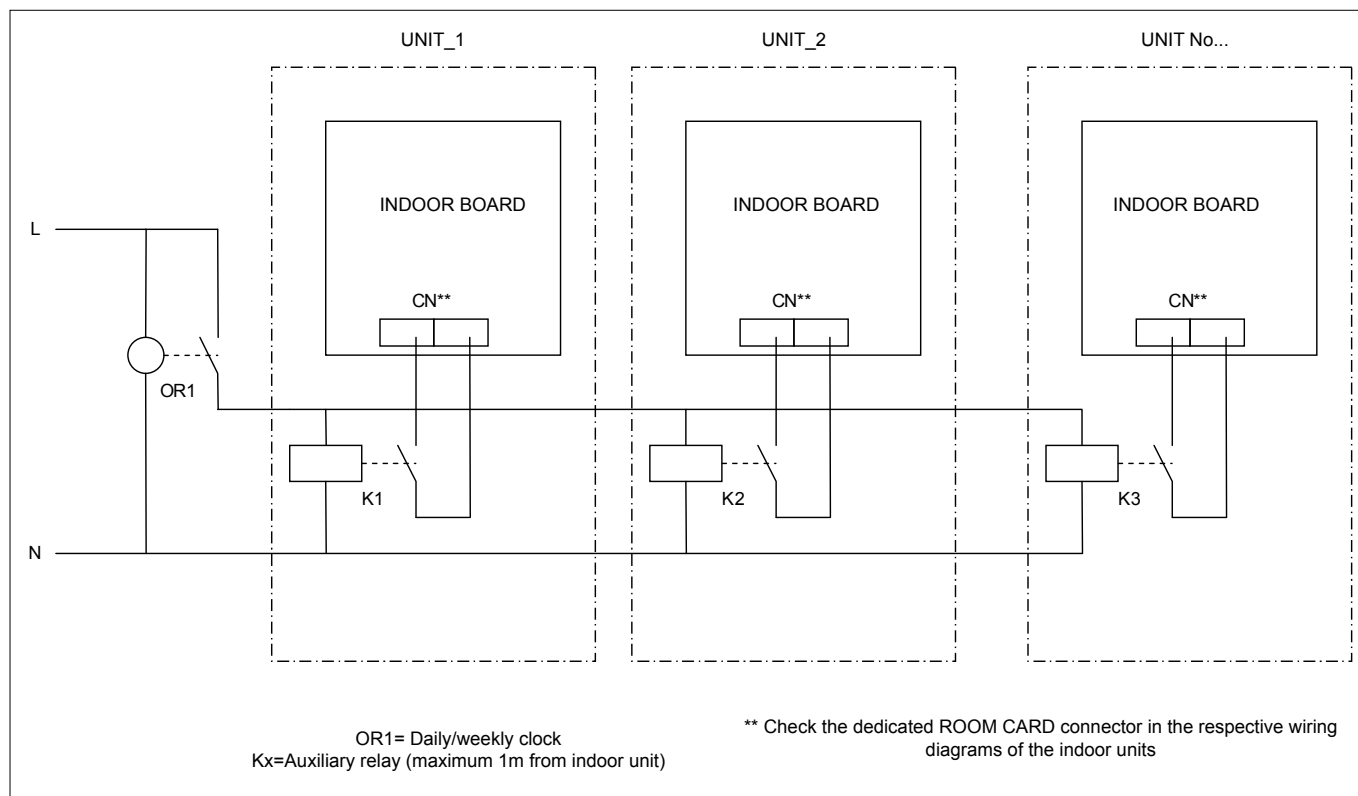 UNIT_1
UNIT_2
UNIT No...
INDOOR BOARD
INDOOR BOARD
INDOOR BOARD
L
CN**
CN**
CN**
OR1
K1
K2
K3
N
OR1= Daily/weekly clock
Kx=Auxiliary relay (maximum 1m from indoor unit)
** Check the dedicated ROOM CARD connector in the respective wiring
diagrams of the indoor units